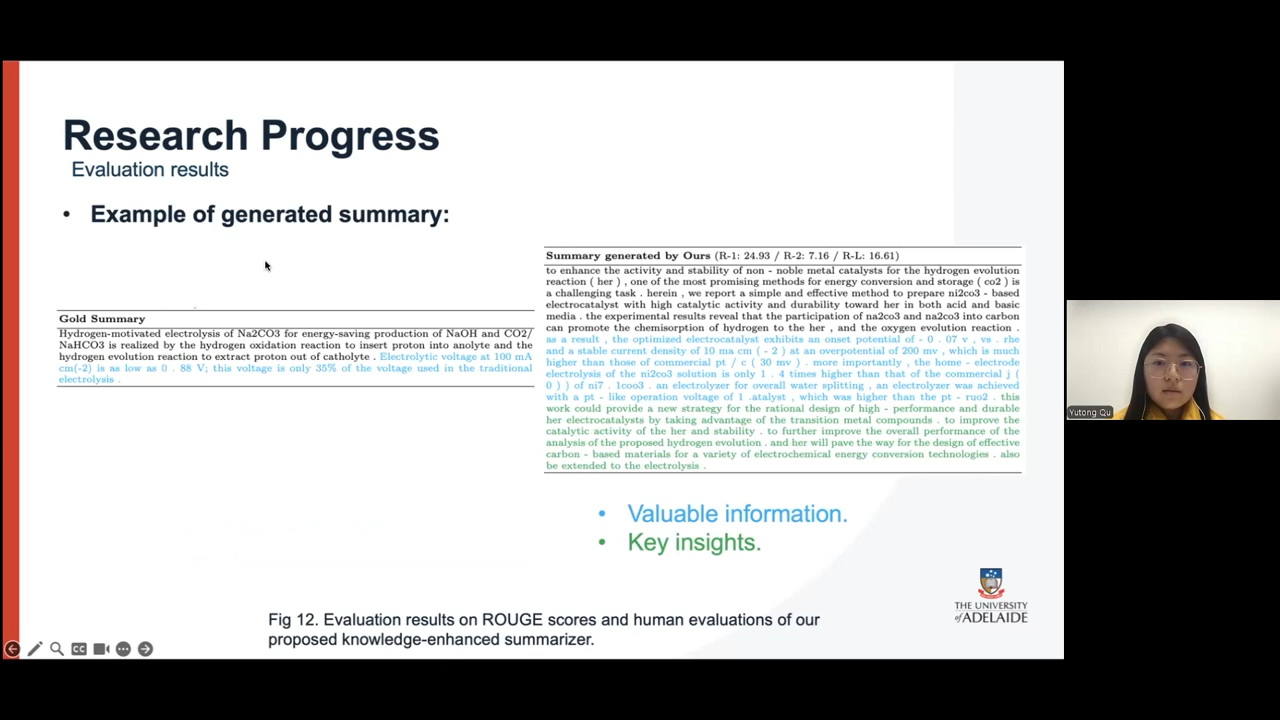 Research Progress
Evaluation results
• Example of generated summary:
Gold Summary
Hydrogen-motivated electrolysis of Na2CO3 for energy-saving production of NaOH and CO2/
NaHCO3 is realized by the hydrogen oxidation reaction to insert proton into anolyte and the
hydrogen evolution reaction to extract proton out of catholyte . Electrolytic voltage at 100 mA
cm(-2) is as low as 0 . 88 V; this voltage is only 35% of the voltage used in the traditional
electrolysis .
Summary generated by Ours (R-1: 24.93 / R-2: 7.16 / R-L: 16.61)
to enhance the activity and stability of non - noble metal catalysts for the hydrogen evolution
reaction ( her ) , one of the most promising methods for energy conversion and storage ( co2 ) is
a challenging task . herein , we report a simple and effective method to prepare ni2co3 - based
electrocatalyst with high catalytic activity and durability toward her in both acid and basic
media . the experimental results reveal that the participation of na2co3 and na2co3 into carbon
can promote the chemisorption of hydrogen to the her , and the oxygen evolution reaction .
as a result , the optimized electrocatalyst exhibits an onset potential of - 0 . 07 v , vs . rhe
and a stable current density of 10 ma cm ( - 2 ) at an overpotential of 200 mv , which is much
higher than those of commercial pt / c ( 30 mv ) . more importantly , the home - electrode
electrolysis of the ni2co3 solution is only 1 . 4 times higher than that of the commercial j (
0 ) ) of ni7 . 1coo3 . an electrolyzer for overall water splitting , an electrolyzer was achieved
with a pt - like operation voltage of 1 .atalyst , which was higher than the pt - ruo2 . this
work could provide a new strategy for the rational design of high - performance and durable
her electrocatalysts by taking advantage of the transition metal compounds . to improve the
catalytic activity of the her and stability . to further improve the overall performance of the
analysis of the proposed hydrogen evolution . and her will pave the way for the design of effective
carbon - based materials for a variety of electrochemical energy conversion technologies . also
be extended to the electrolysis .
• Valuable information.
• Key insights.
Fig 12. Evaluation results on ROUGE scores and human evaluations of our
proposed knowledge-enhanced summarizer.
THE UNIVERSITY
of ADELAIDE
CC
Yutong Qu